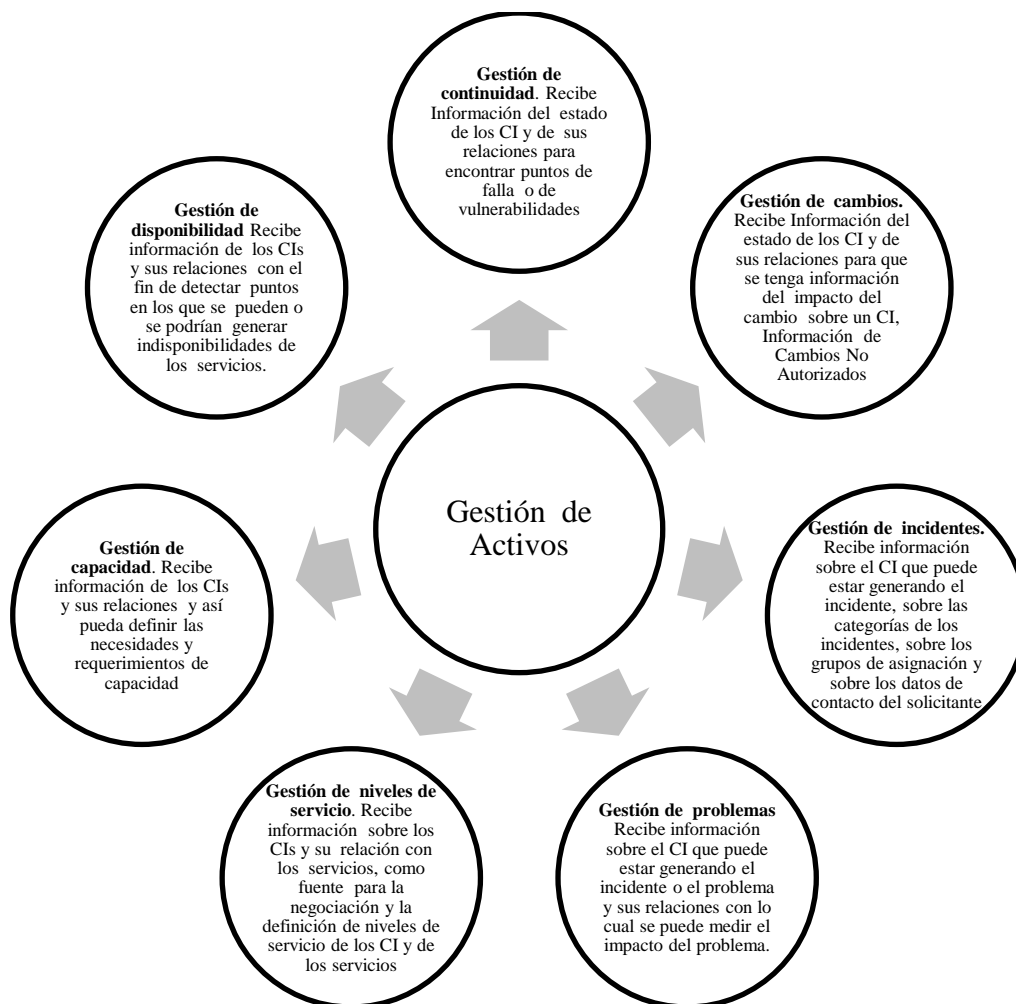 Gestión de
continuidad. Recibe
Información del estado
de los CI y de sus
relaciones para
encontrar puntos de
falla o de
vulnerabilidades
Gestión de cambios.
Recibe Información del
estado de los CI y de
sus relaciones para que
se tenga información
del impacto del
cambio sobre un CI,
Información de
Cambios No
Autorizados
Gestión de incidentes.
Recibe información
sobre el CI que puede
estar generando el
incidente, sobre las
categorías de los
incidentes, sobre los
grupos de asignación y
sobre los datos de
contacto del solicitante
Gestión de problemas
Recibe información
sobre el CI que puede
estar generando el
incidente o el problema
y sus relaciones con lo
cual se puede medir el
impacto del problema.
Gestión de niveles de
servicio. Recibe
información sobre los
CIs y su relación con
los servicios, como
fuente para la
negociación y la
definición de niveles de
servicio de los CI y de
los servicios
Gestión de
capacidad. Recibe
información de los CIs
y sus relaciones y así
pueda definir las
necesidades y
requerimientos de
capacidad
Gestión de
disponibilidad Recibe
información de los CIs
y sus relaciones con el
fin de detectar puntos
en los que se pueden o
se podrían generar
indisponibilidades de
los servicios.
Gestión de
Activos